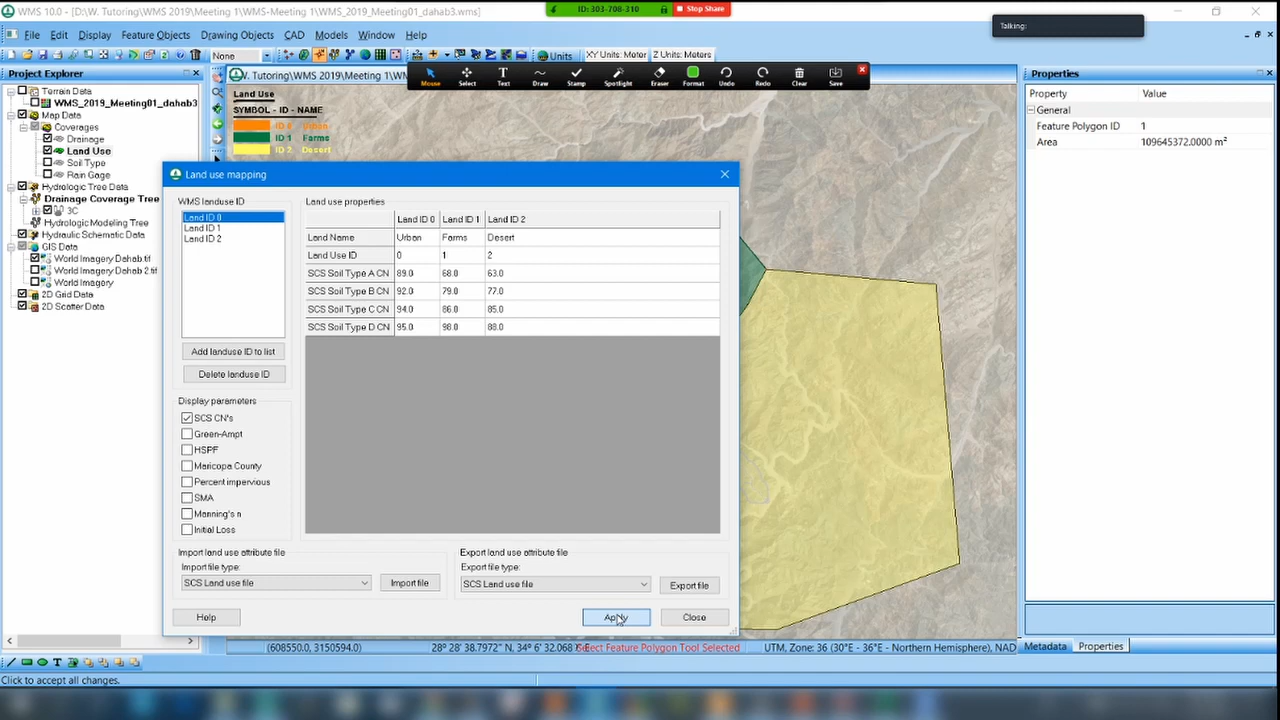 WMS 10.0 - [D:\W. Tutoring\WMS 2019\Meeting 1\WMS-Meeting 1\WMS_2019_Meeting01_dahab3.wms]
ID: 303-708-310
Stop Share
Talking:
File Edit Display Feature Objects Drawing Objects CAD Models Window Help
None
Units
XY Units: Meter
Z Units: Meters
Project Explorer
W. Tutoring\WMS 2019\Meeting 1\WM
Mouse Select Text Draw Stamp Spotlight Eraser Format Undo Redo Clear Save
Properties
Terrain Data
WMS_2019_Meeting01_dahab3
Map Data
Coverages
Drainage
Land Use
Soil Type
Rain Gage
Hydrologic Tree Data
Drainage Coverage Tree
3C
Hydrologic Modeling Tree
Hydraulic Schematic Data
GIS Data
World Imagery Dahab.tif
World Imagery Dahab 2.tif
World Imagery
2D Grid Data
2D Scatter Data
Land Use
SYMBOL - ID - NAME
ID 0 Urban
ID 1 Farms
ID 2 Desert
Property Value
General
Feature Polygon ID 1
Area 109645372.0000 m²
Land use mapping
WMS landuse ID
Land ID 0
Land ID 1
Land ID 2
Add landuse ID to list
Delete landuse ID
Display parameters
SCS CN's
Green-Ampt
HSPF
Maricopa County
Percent impervious
SMA
Manning's n
Initial Loss
Land use properties
Land ID 0 Land ID 1 Land ID 2
Land Name Urban Farms Desert
Land Use ID 0 1 2
SCS Soil Type A CN 89.0 68.0 63.0
SCS Soil Type B CN 92.0 79.0 77.0
SCS Soil Type C CN 94.0 86.0 85.0
SCS Soil Type D CN 95.0 98.0 88.0
Import land use attribute file
Import file type:
SCS Land use file
Import file
Export land use attribute file
Export file type:
SCS Land use file
Export file
Help
Apply
Close
(608550.0, 3150594.0)
28º 28' 38.7972" N, 34º 6' 32.068
Select Feature Polygon Tool Selected
UTM, Zone: 36 (30°E - 36°E - Northern Hemisphere), NAD
Metadata
Properties
Click to accept all changes.